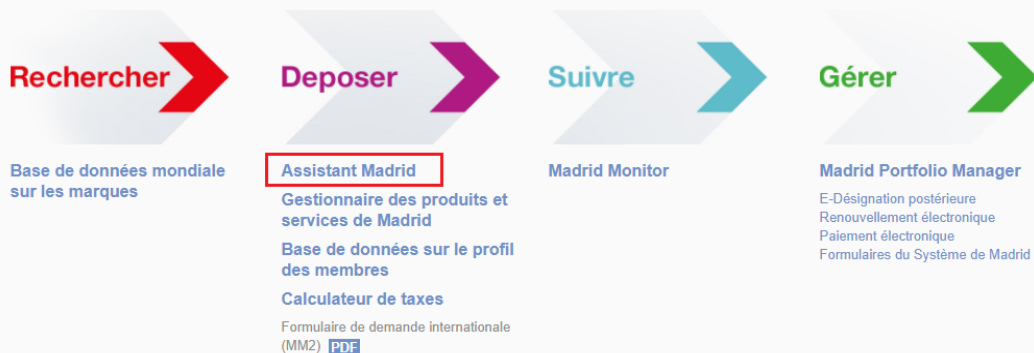 Rechercher
Deposer
Suivre
Gérer
Base de données mondiale
sur les marques
Assistant Madrid
Gestionnaire des produits et
services de Madrid
Base de données sur le profil
des membres
Calculateur de taxes
Formulaire de demande internationale
(MM2) PDF
Madrid Monitor
Madrid Portfolio Manager
E-Désignation postérieure
Renouvellement électronique
Paiement électronique
Formulaires du Système de Madrid